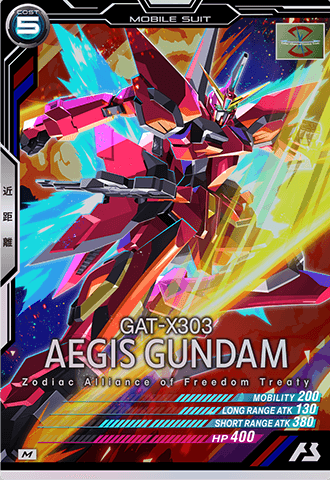 COST
5
MOBILE SUIT
近距離
GAT-X303
AEGIS GUNDAM
Zodiac Alliance of Freedom Treaty
MOBILITY 200
LONG RANGE ATK 130
SHORT RANGE ATK 380
HP 400
M